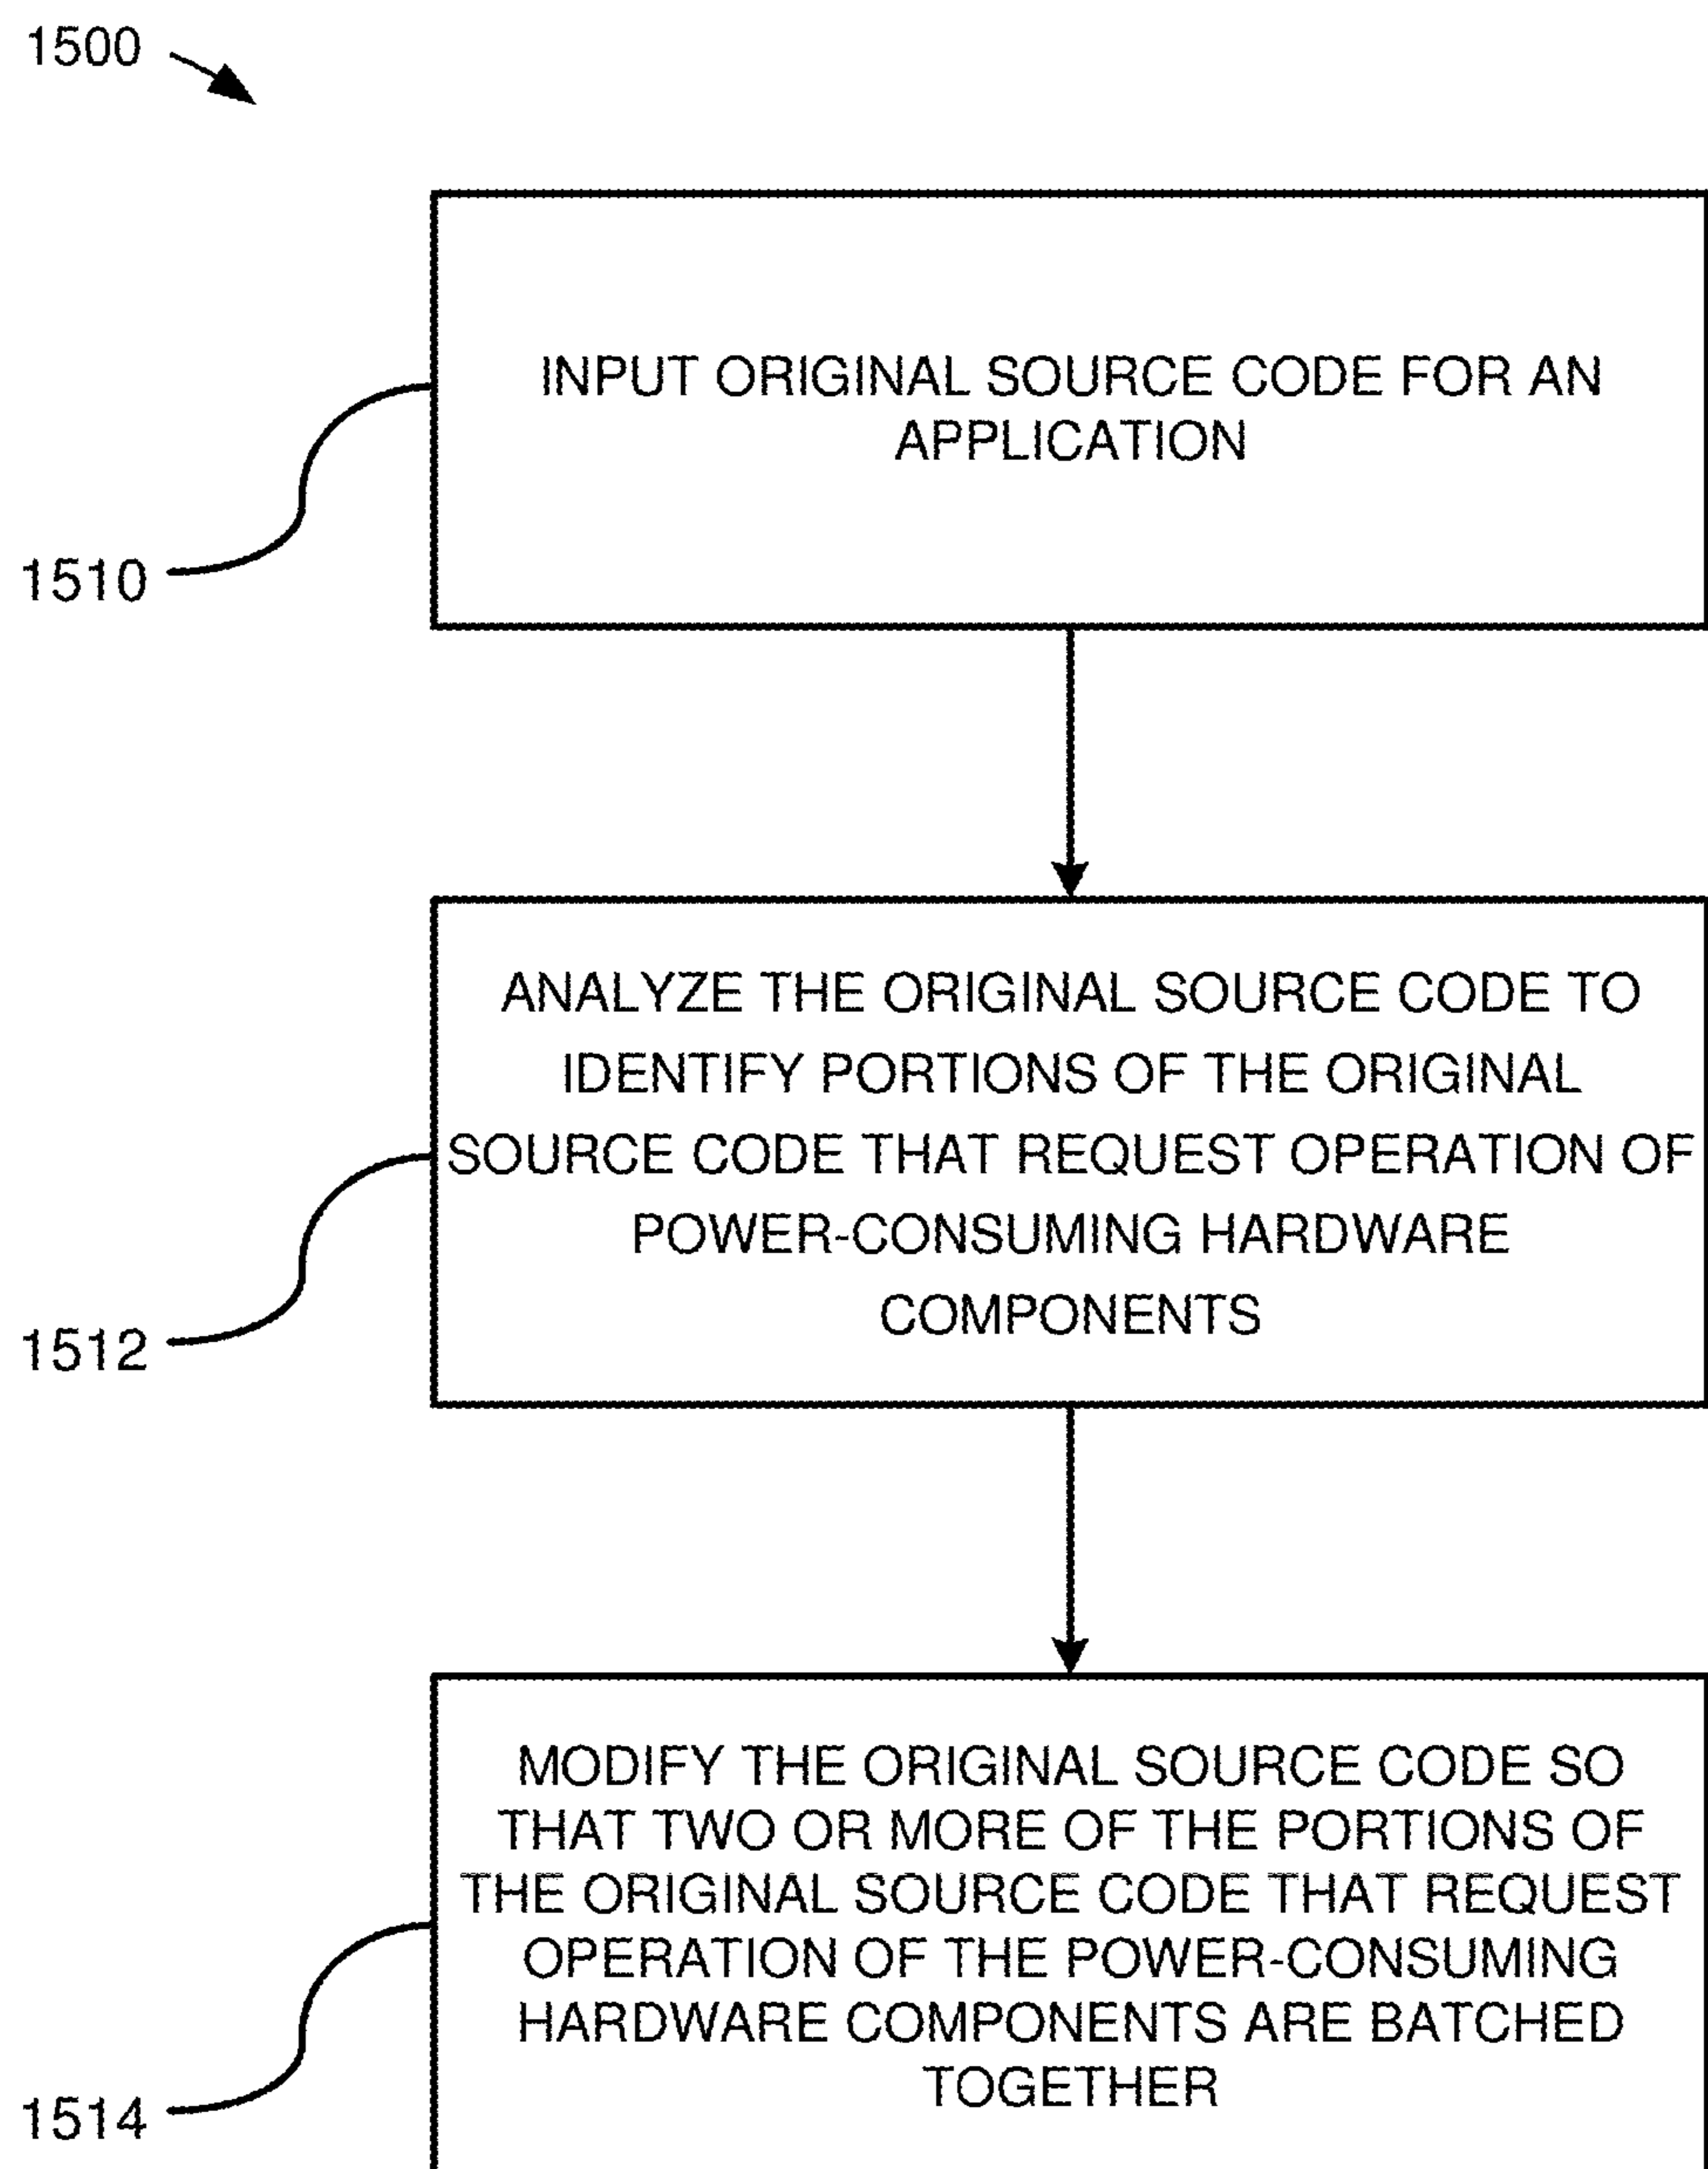 1500
INPUT ORIGINAL SOURCE CODE FOR AN
APPLICATION
1510
ANALYZE THE ORIGINAL SOURCE CODE TO
IDENTIFY PORTIONS OF THE ORIGINAL
SOURCE CODE THAT REQUEST OPERATION OF
POWER-CONSUMING HARDWARE
COMPONENTS
1512
MODIFY THE ORIGINAL SOURCE CODE SO
THAT TWO OR MORE OF THE PORTIONS OF
THE ORIGINAL SOURCE CODE THAT REQUEST
OPERATION OF THE POWER-CONSUMING
HARDWARE COMPONENTS ARE BATCHED
TOGETHER
1514